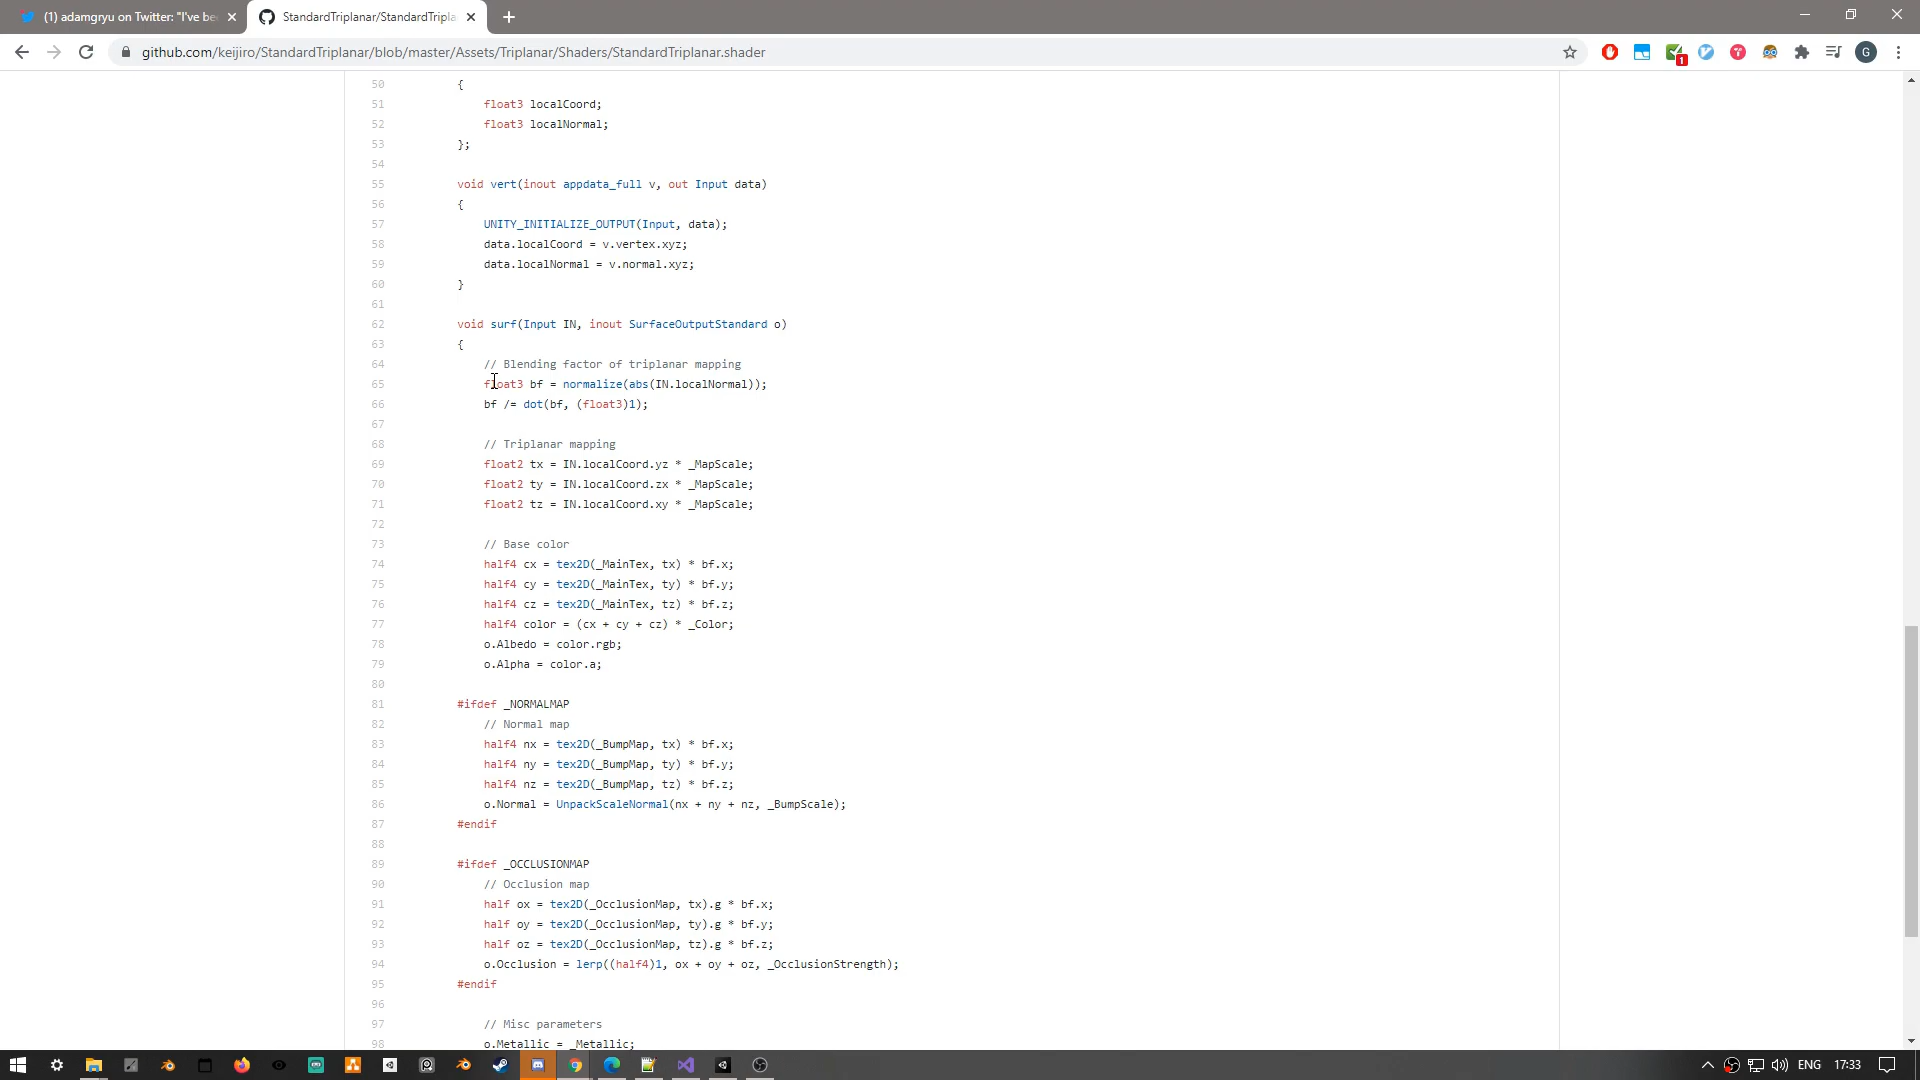 (1) adamgryu on Twitter: "I've be
StandardTriplanar/StandardTripla
github.com/keijiro/StandardTriplanar/blob/master/Assets/Triplanar/Shaders/StandardTriplanar.shader
1
G
50 {
51 float3 localCoord;
52 float3 localNormal;
53 };
54
55 void vert(inout appdata_full v, out Input data)
56 {
57 UNITY_INITIALIZE_OUTPUT(Input, data);
58 data.localCoord = v.vertex.xyz;
59 data.localNormal = v.normal.xyz;
60 }
61
62 void surf(Input IN, inout SurfaceOutputStandard o)
63 {
64 // Blending factor of triplanar mapping
65 float3 bf = normalize(abs(IN.localNormal));
66 bf /= dot(bf, (float3)1);
67
68 // Triplanar mapping
69 float2 tx = IN.localCoord.yz * _MapScale;
70 float2 ty = IN.localCoord.zx * _MapScale;
71 float2 tz = IN.localCoord.xy * _MapScale;
72
73 // Base color
74 half4 cx = tex2D(_MainTex, tx) * bf.x;
75 half4 cy = tex2D(_MainTex, ty) * bf.y;
76 half4 cz = tex2D(_MainTex, tz) * bf.z;
77 half4 color = (cx + cy + cz) * _Color;
78 o.Albedo = color.rgb;
79 o.Alpha = color.a;
80
81 #ifdef _NORMALMAP
82 // Normal map
83 half4 nx = tex2D(_BumpMap, tx) * bf.x;
84 half4 ny = tex2D(_BumpMap, ty) * bf.y;
85 half4 nz = tex2D(_BumpMap, tz) * bf.z;
86 o.Normal = UnpackScaleNormal(nx + ny + nz, _BumpScale);
87 #endif
88
89 #ifdef _OCCLUSIONMAP
90 // Occlusion map
91 half ox = tex2D(_OcclusionMap, tx).g * bf.x;
92 half oy = tex2D(_OcclusionMap, ty).g * bf.y;
93 half oz = tex2D(_OcclusionMap, tz).g * bf.z;
94 o.Occlusion = lerp((half4)1, ox + oy + oz, _OcclusionStrength);
95 #endif
96
97 // Misc parameters
98 o.Metallic = _Metallic;
ENG 17:33